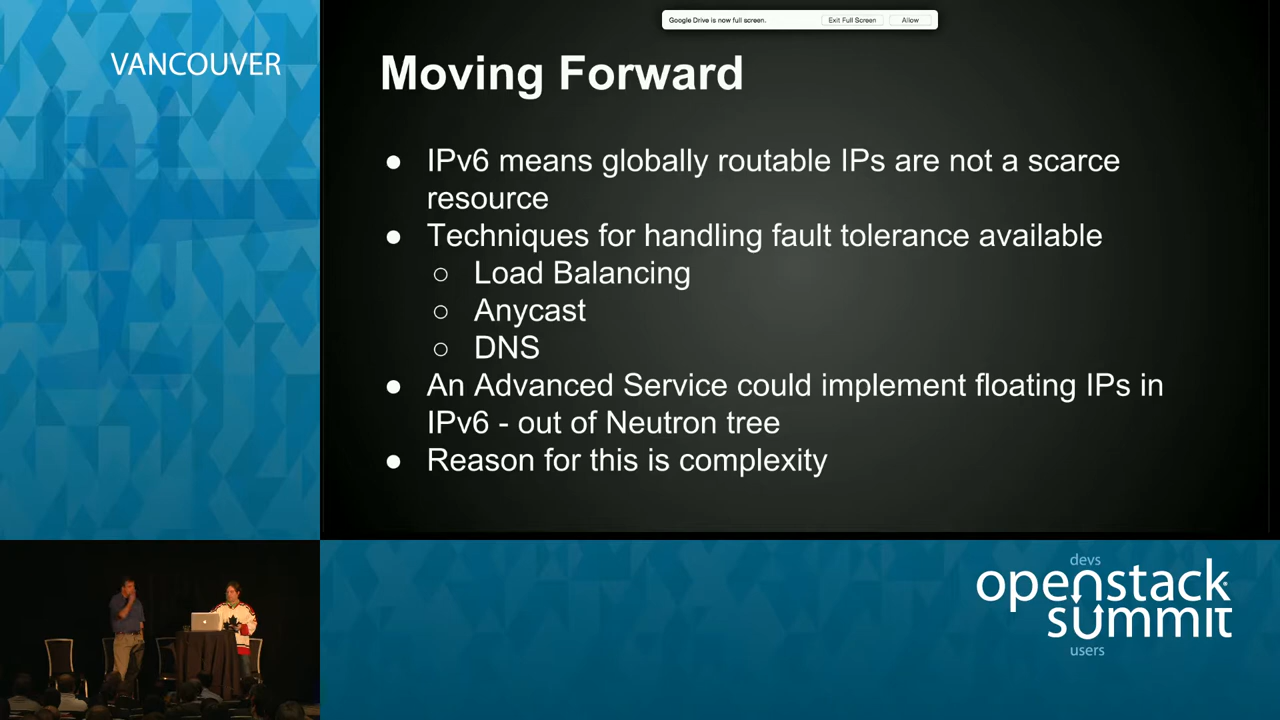 VANCOUVER
Google Drive is now full screen.
Exit Full Screen
Allow
Moving Forward
● IPv6 means globally routable IPs are not a scarce
resource
● Techniques for handling fault tolerance available
○ Load Balancing
○ Anycast
○ DNS
● An Advanced Service could implement floating IPs in
IPv6 - out of Neutron tree
● Reason for this is complexity
devs
openstack
summit
users